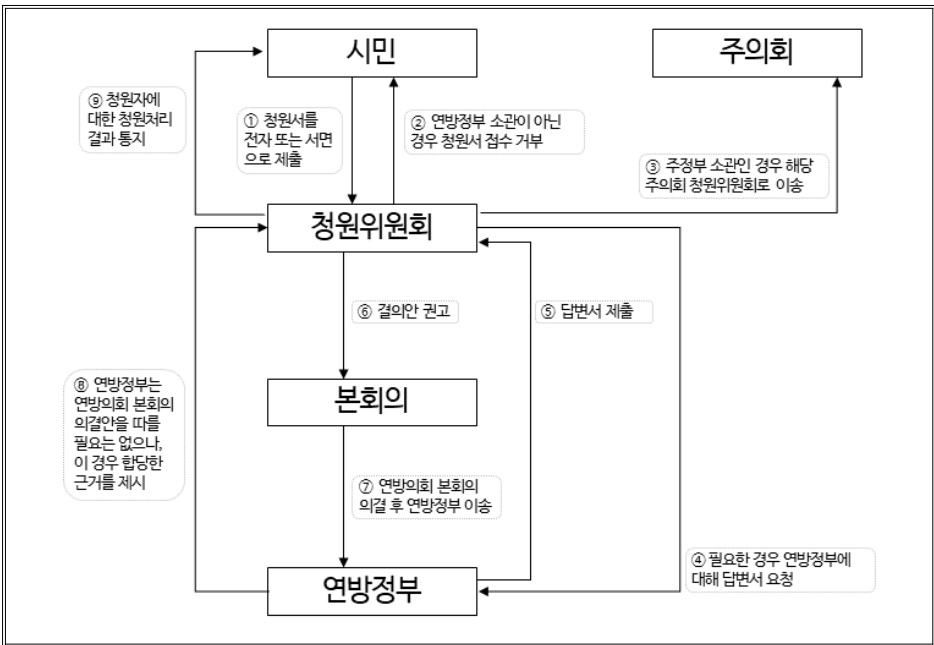 시민
주의회
⑨ 청원자에
대한 청원처리
결과 통지
① 청원서를
전자 또는 서면
으로 제출
② 연방정부 소관이 아닌
경우 청원서 접수 거부
③ 주정부 소관인 경우 해당
주의회 청원위원회로 이송
청원위원회
⑥ 결의안 권고
⑤ 답변서 제출
본회의
⑧ 연방정부는
연방의회 본회의
의결안을 따를
필요는 없으나,
이 경우 합당한
근거를 제시
⑦ 연방의회 본회의
의결 후 연방정부 이송
④ 필요한 경우 연방정부에
대해 답변서 요청
연방정부